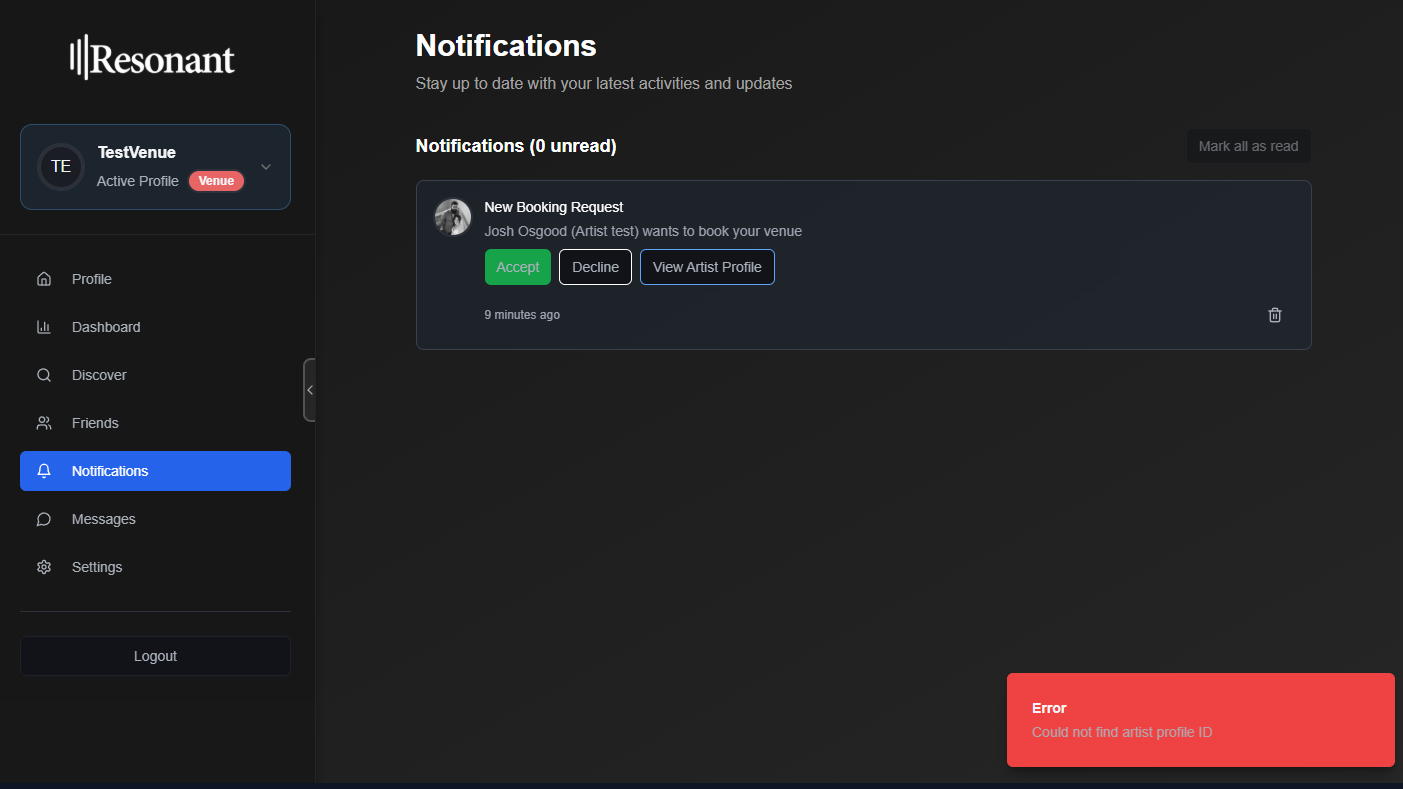 Resonant
TE
TestVenue
Active Profile
Venue
Profile
Dashboard
Discover
Friends
Notifications
Messages
Settings
Logout
Notifications
Stay up to date with your latest activities and updates
Notifications (0 unread)
Mark all as read
New Booking Request
Josh Osgood (Artist test) wants to book your venue
Accept
Decline
View Artist Profile
9 minutes ago
Error
Could not find artist profile ID